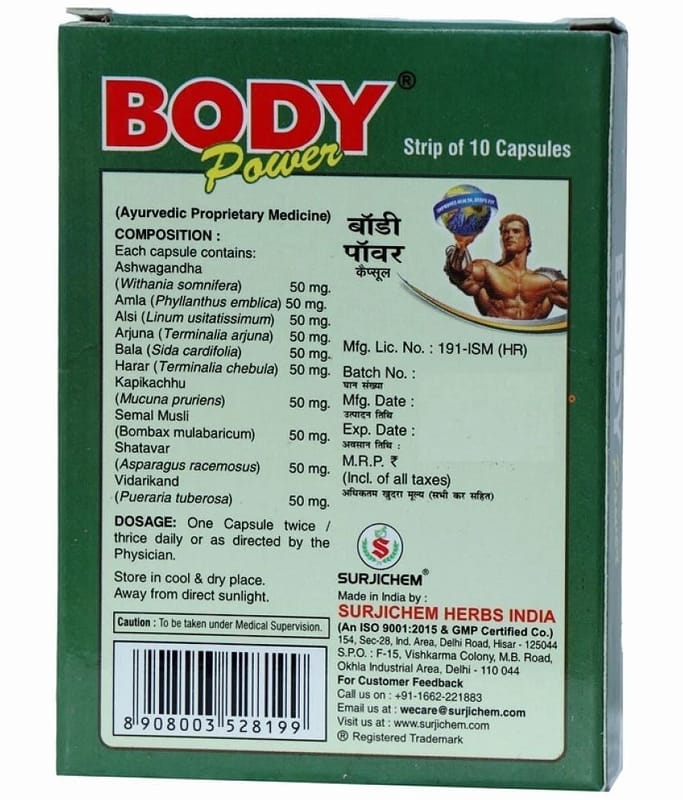 BODY®
Power
Strip of 10 Capsules
(Ayurvedic Proprietary Medicine)
COMPOSITION :
Each capsule contains:
Ashwagandha
(Withania somnifera) 50 mg.
Amla (Phyllanthus emblica) 50 mg.
Alsi (Linum usitatissimum) 50 mg.
Arjuna (Terminalia arjuna) 50 mg.
Bala (Sida cardifolia) 50 mg.
Harar (Terminalia chebula) 50 mg.
Kapikachhu
(Mucuna pruriens) 50 mg.
Semal Musli
(Bombax mulabaricum) 50 mg.
Shatavar
(Asparagus racemosus) 50 mg.
Vidarikand
(Pueraria tuberosa) 50 mg.
DOSAGE: One Capsule twice /
thrice daily or as directed by the
Physician.
Store in cool & dry place.
Away from direct sunlight.
Caution : To be taken under Medical Supervision.
8 908003 528199
बॉडी
पॉवर
कैप्सूल
Mfg. Lic. No. : 191-ISM (HR)
Batch No. :
घान संख्या
Mfg. Date :
उत्पादन तिथि
Exp. Date :
अवसान तिथि :
M.R.P. ₹
(Incl. of all taxes)
अधिकतम खुदरा मूल्य (सभी कर सहित)
S
SURJICHEM®
Made in India by :
SURJICHEM HERBS INDIA
(An ISO 9001:2015 & GMP Certified Co.)
154, Sec-28, Ind. Area, Delhi Road, Hisar - 125044
S.P.O. : F-15, Vishkarma Colony, M.B. Road,
Okhla Industrial Area, Delhi - 110 044
For Customer Feedback
Call us on : +91-1662-221883
Email us at : wecare@surjichem.com
Visit us at : www.surjichem.com
® Registered Trademark
BODY
Power